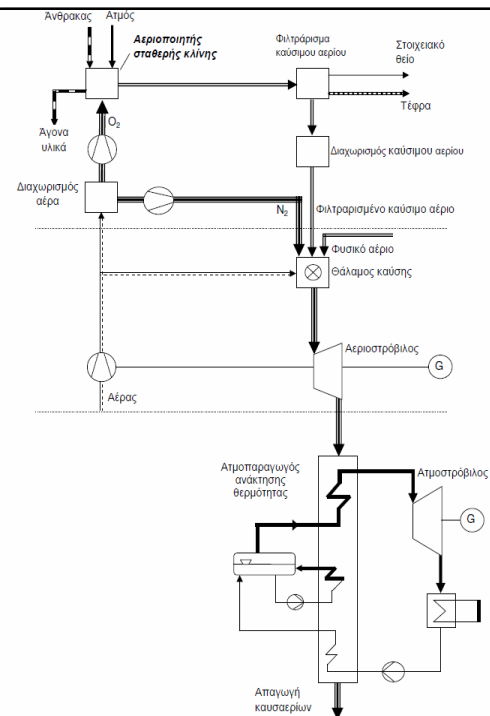 Άνθρακας Ατμός
Αεριοποιητής
σταθερής κλίνης
Φιλτράρισμα
καύσιμου αερίου
Στοιχειακό
θείο
Τέφρα
Άγονα
υλικά
O2
Διαχωρισμός καύσιμου αερίου
Διαχωρισμός
αέρα
N2
Φιλτραρισμένο καύσιμο αέριο
Φυσικό αέριο
Θάλαμος καύσης
Αεριοστρόβιλος
G
Αέρας
Ατμοπαραγωγός
ανάκτησης
θερμότητας
Ατμοστρόβιλος
G
Απαγωγή
καυσαερίων